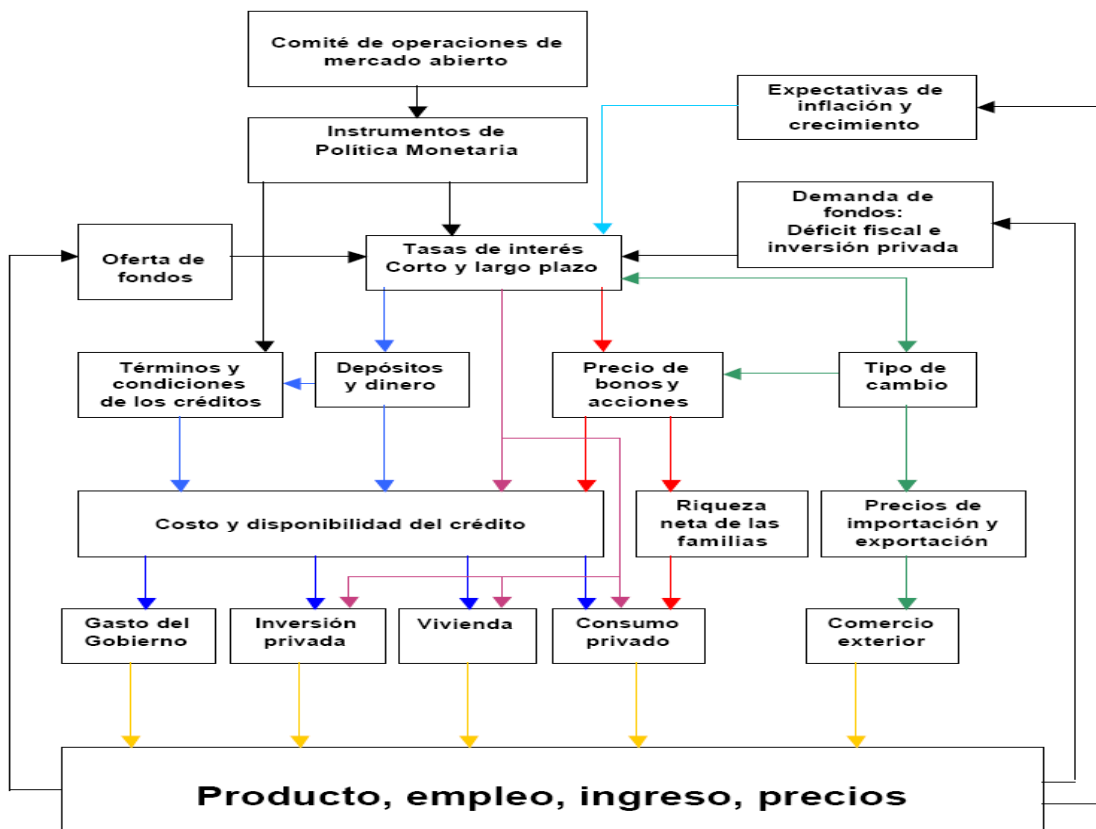 Comité de operaciones de
mercado abierto
Expectativas de
inflación y
crecimiento
Instrumentos de
Política Monetaria
Demanda de
fondos:
Déficit fiscal e
inversión privada
Oferta de
fondos
Tasas de interés
Corto y largo plazo
Términos y
condiciones
de los créditos
Depósitos
y dinero
Precio de
bonos y
acciones
Tipo de
cambio
Costo y disponibilidad del crédito
Riqueza
neta de las
familias
Precios de
importación y
exportación
Gasto del
Gobierno
Inversión
privada
Vivienda
Consumo
privado
Comercio
exterior
Producto, empleo, ingreso, precios